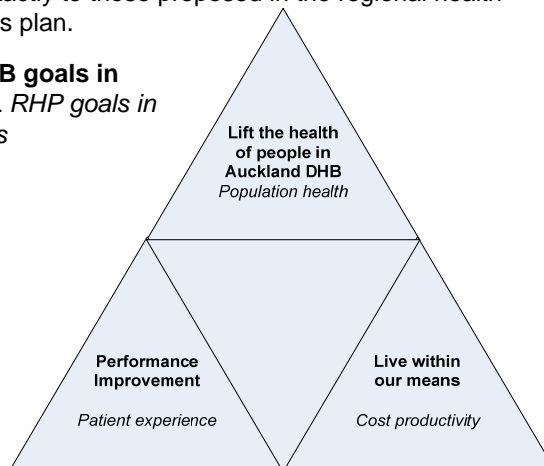 actly to those proposed in the regional health
s plan.
B goals in
. RHP goals in
s
Lift the health
of people in
Auckland DHB
Population health
Performance
Improvement
Patient experience
Live within
our means
Cost productivity